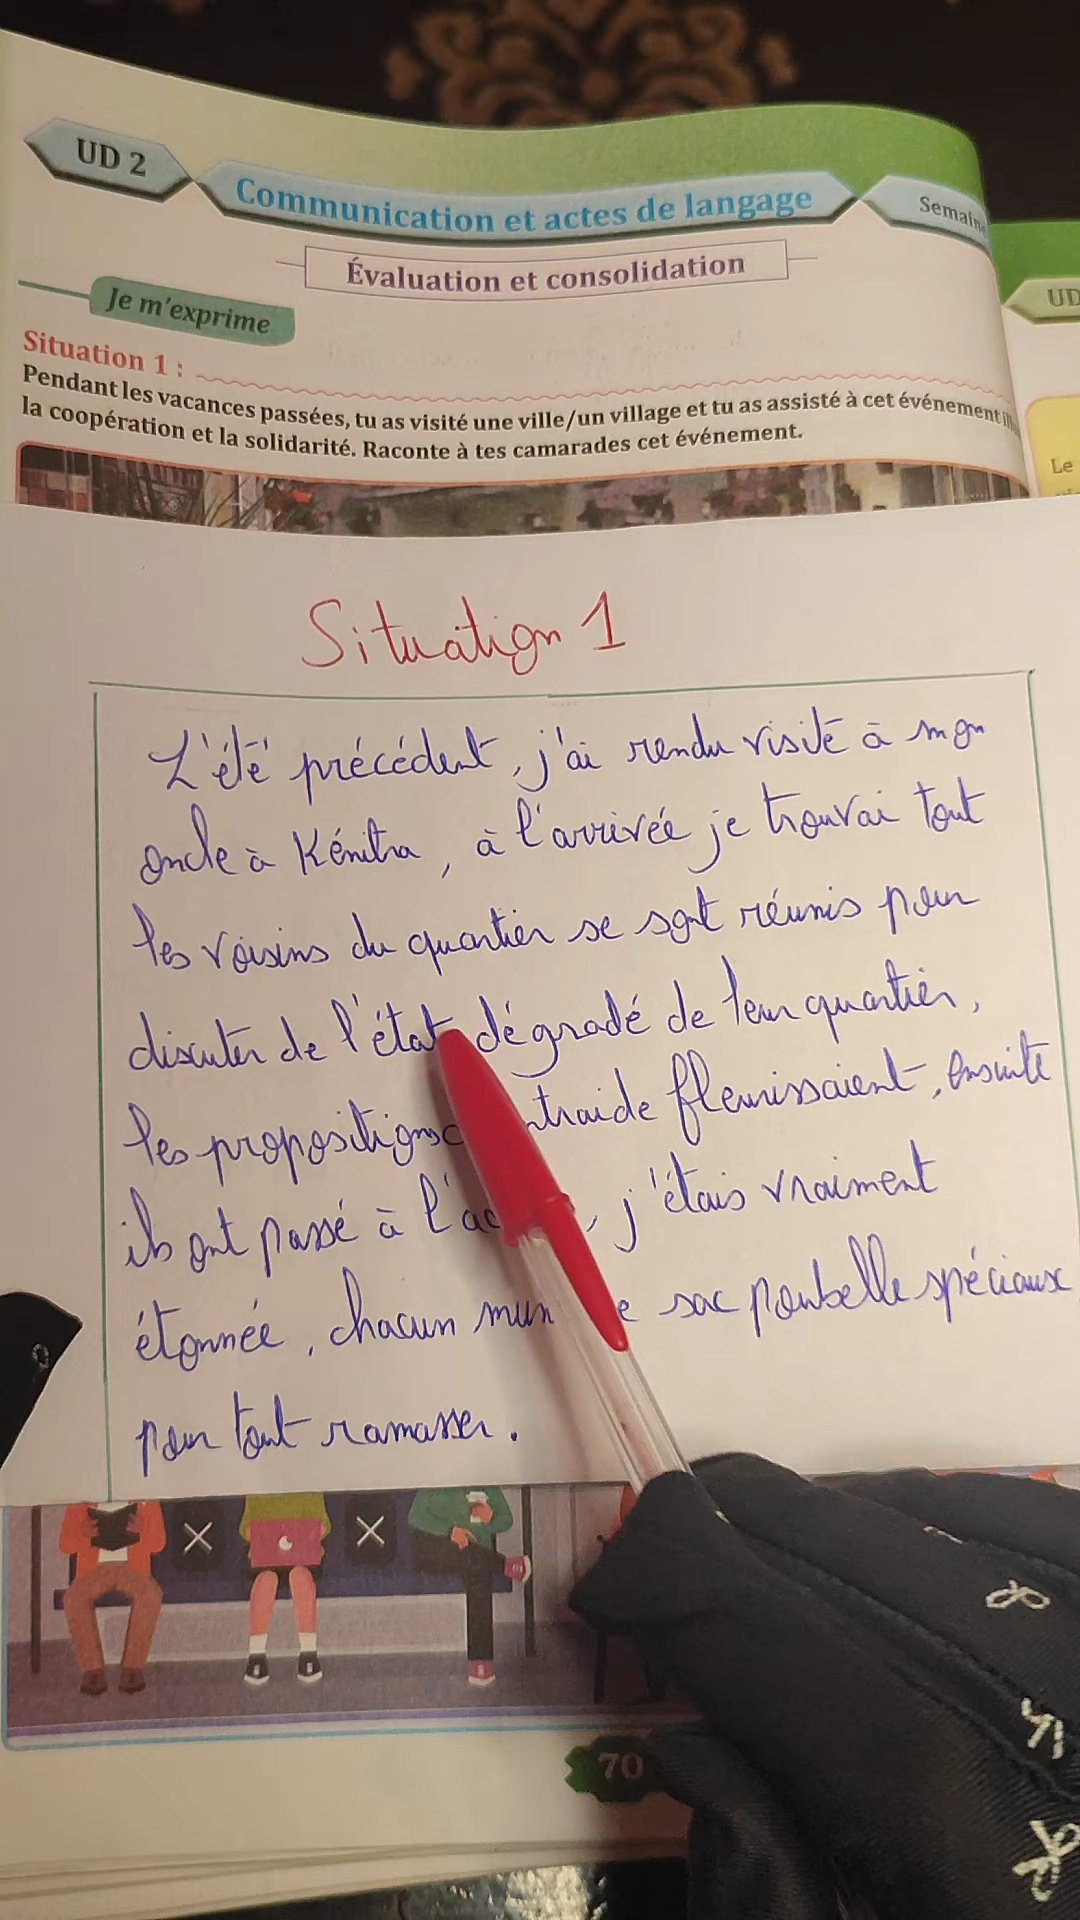 UD 2
Communication et actes de langage
Évaluation et consolidation
Je m'exprime
Situation 1 :
Pendant les vacances passées, tu as visité une ville/un village et tu as assisté à cet événement
la coopération et la solidarité. Raconte à tes camarades cet événement.
UD
Le
Situation 1
L'été précédent, j'ai rendu visite à mon
oncle à Kénitra, à l'arrivée je trouvai tout
les voisins du quartier se sont réunis pour
discuter de l'état dégradé de leur quartier,
les propositions fleurissaient, ensuite
ils ont passé à j'étais vraiment
étonnée, chacun sac poubelle spéciaux
pour tout ramasser.
70